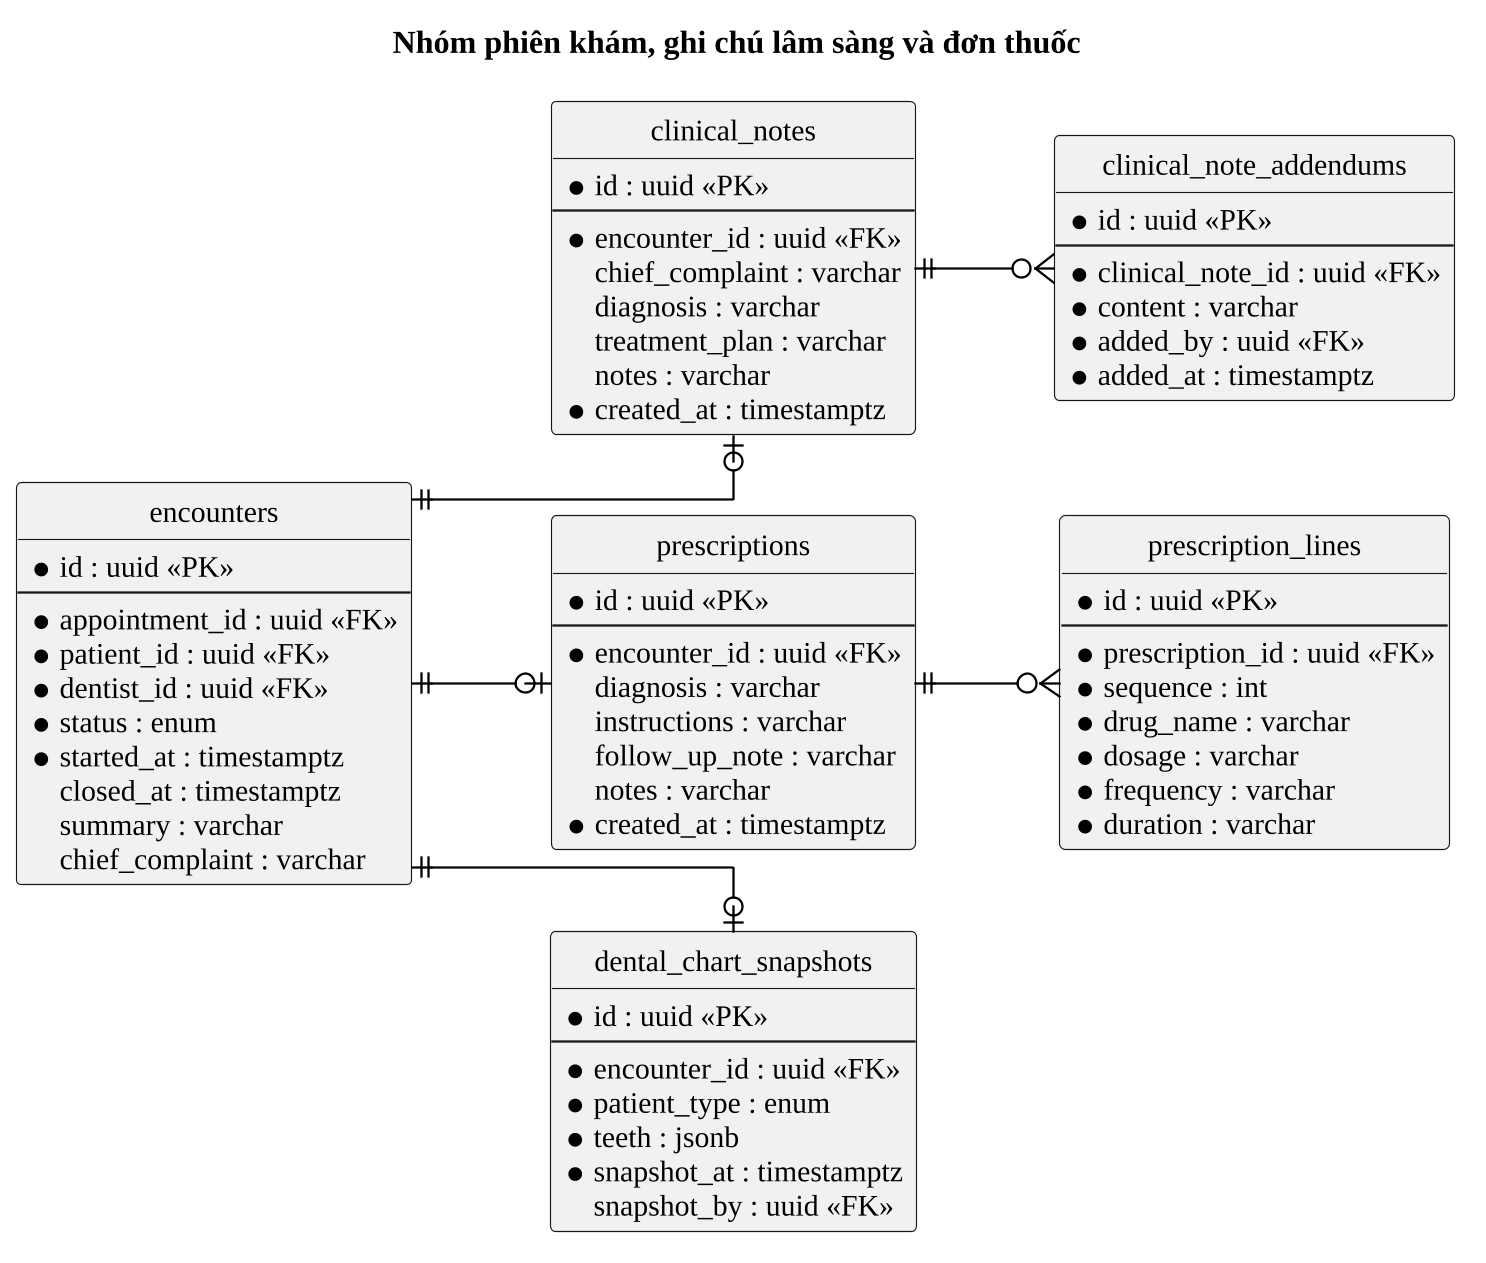 Nhóm phiên khám, ghi chú lâm sàng và đơn thuốc
clinical_notes
id : uuid «PK»
encounter_id : uuid «FK»
chief_complaint : varchar
diagnosis : varchar
treatment_plan : varchar
notes : varchar
created_at : timestamptz
clinical_note_addendums
id : uuid «PK»
clinical_note_id : uuid «FK»
content : varchar
added_by : uuid «FK»
added_at : timestamptz
encounters
id : uuid «PK»
appointment_id : uuid «FK»
patient_id : uuid «FK»
dentist_id : uuid «FK»
status : enum
started_at : timestamptz
closed_at : timestamptz
summary : varchar
chief_complaint : varchar
prescriptions
id : uuid «PK»
encounter_id : uuid «FK»
diagnosis : varchar
instructions : varchar
follow_up_note : varchar
notes : varchar
created_at : timestamptz
prescription_lines
id : uuid «PK»
prescription_id : uuid «FK»
sequence : int
drug_name : varchar
dosage : varchar
frequency : varchar
duration : varchar
dental_chart_snapshots
id : uuid «PK»
encounter_id : uuid «FK»
patient_type : enum
teeth : jsonb
snapshot_at : timestamptz
snapshot_by : uuid «FK»